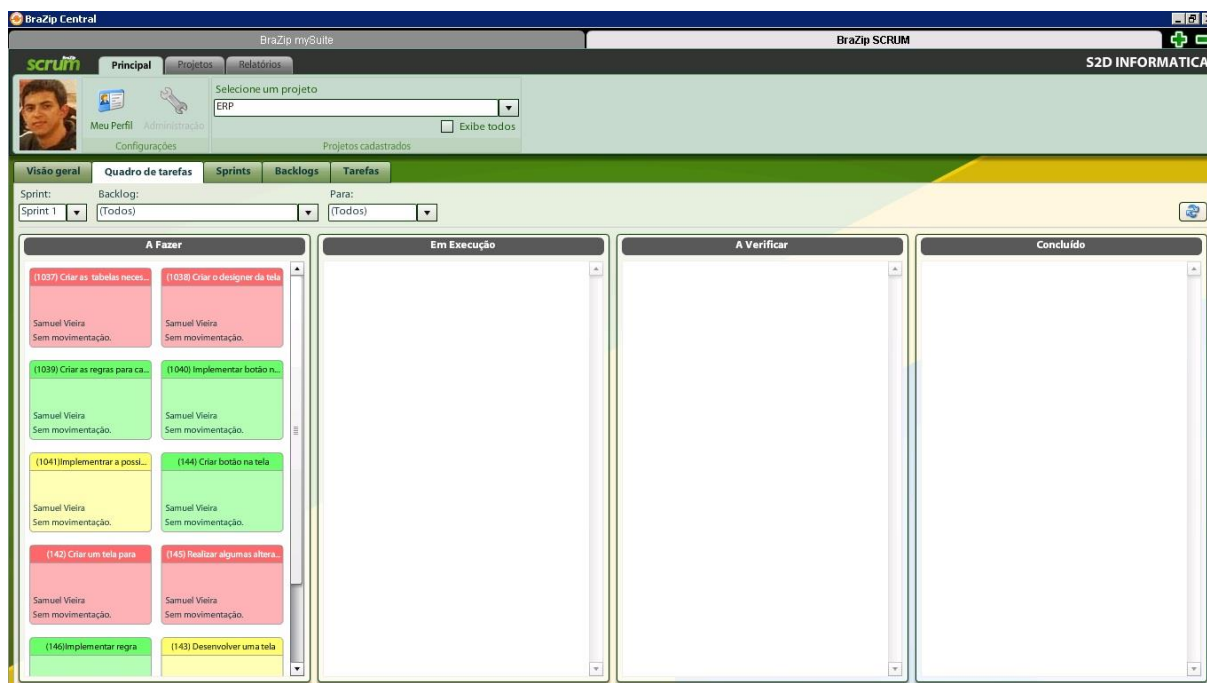 BraZip Central
BraZip mySuite
BraZip SCRUM
scrum
Principal
Projetos
Relatórios
S2D INFORMATICA
Selecione um projeto
ERP
Meu Perfil
Administração
Exibe todos
Configurações
Projetos cadastrados
Visão geral
Quadro de tarefas
Sprints
Backlogs
Tarefas
Sprint:
Backlog:
Para:
Sprint 1
(Todos)
(Todos)
A Fazer
Em Execução
A Verificar
Concluído
(1037) Criar as tabelas neces...
Samuel Vieira
Sem movimentação.
(1038) Criar o designer da tela
Samuel Vieira
Sem movimentação.
(1039) Criar as regras para ca...
Samuel Vieira
Sem movimentação.
(1040) Implementar botão n...
Samuel Vieira
Sem movimentação.
(1041)Implementrar a possi...
Samuel Vieira
Sem movimentação.
(144) Criar botão na tela
Samuel Vieira
Sem movimentação.
(142) Criar um tela para
Samuel Vieira
Sem movimentação.
(145) Realizar algumas altera...
Samuel Vieira
Sem movimentação.
(146)Implementar regra
(143) Desenvolver uma tela